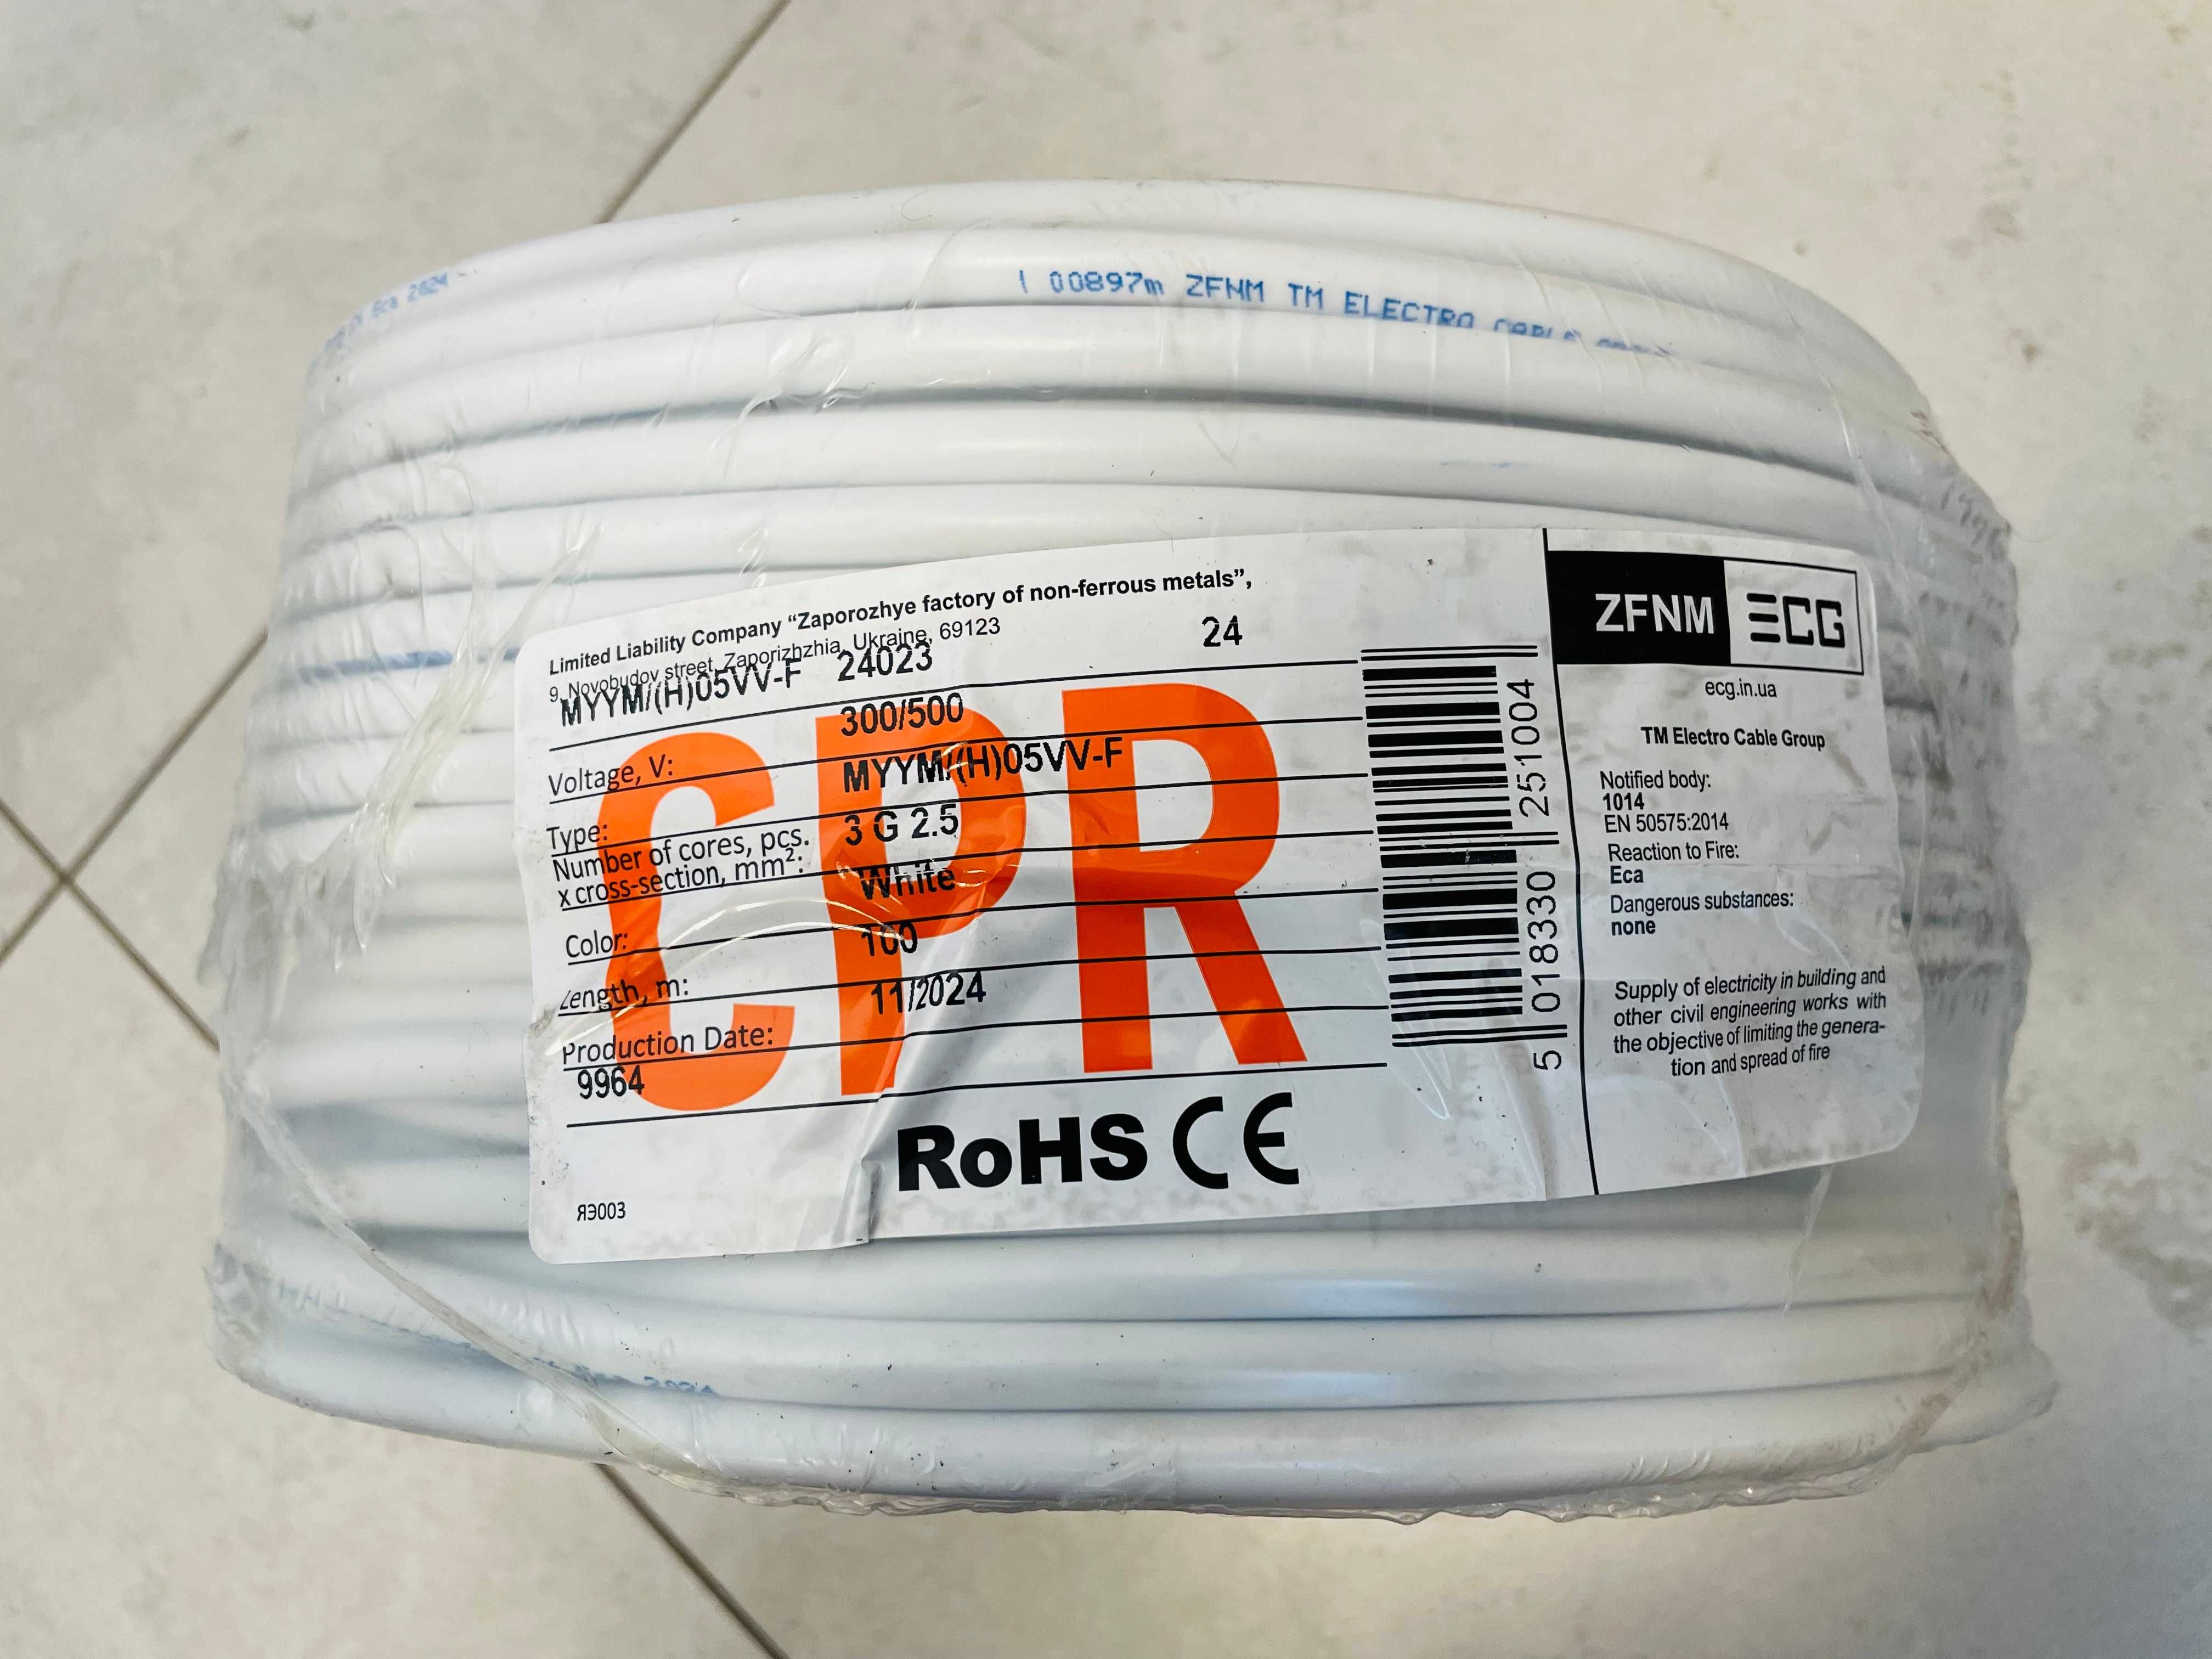 Eca 2024
| 00897m ZFNM TM ELECTRO CABLE
Limited Liability Company “Zaporozhye factory of non-ferrous metals”,
9, Novobudov street, Zaporizhzhia, Ukraine, 69123
MYYM/(H)05VV-F 24023 24
Voltage, V: 300/500
Type: MYYM/(H)05VV-F
Number of cores, pcs.
x cross-section, mm²: 3 G 2.5
Color: White
Length, m: 100
Production Date: 11/2024
9964
CPR
RoHS CE
ЯЭ003
5 018330 251004
ZFNM ECG
ecg.in.ua
TM Electro Cable Group
Notified body:
1014
EN 50575:2014
Reaction to Fire:
Eca
Dangerous substances:
none
Supply of electricity in building and
other civil engineering works with
the objective of limiting the genera-
tion and spread of fire
2024